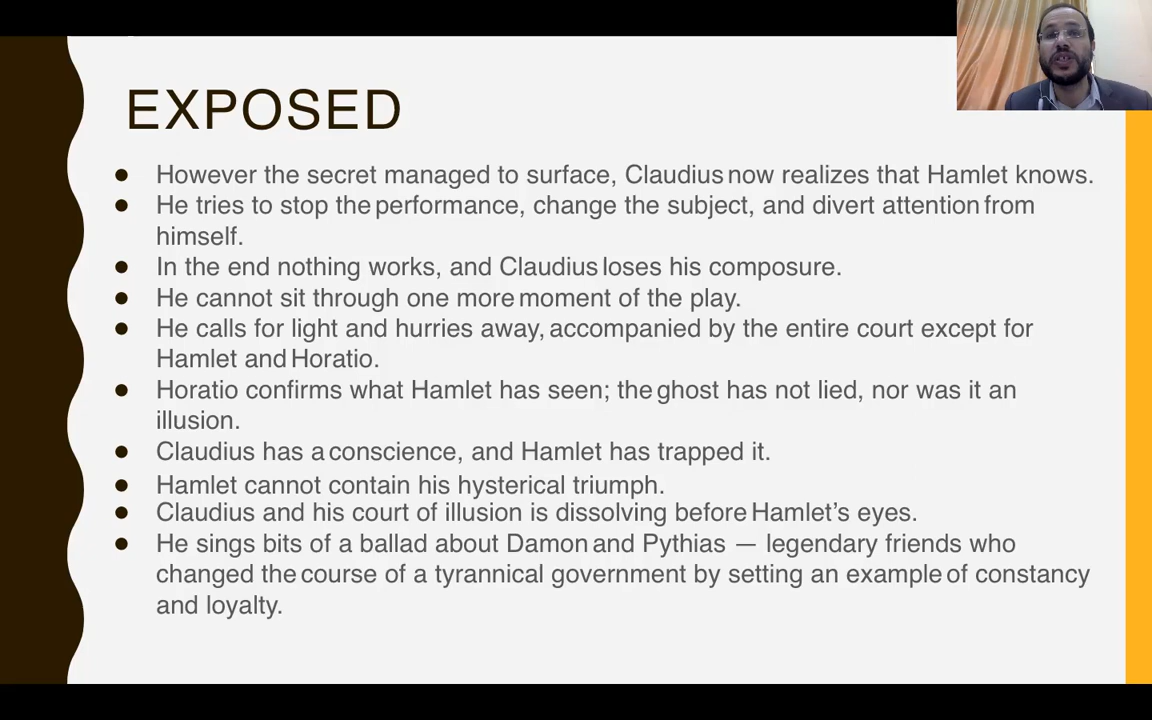 EXPOSED
● However the secret managed to surface, Claudius now realizes that Hamlet knows.
● He tries to stop the performance, change the subject, and divert attention from
himself.
● In the end nothing works, and Claudius loses his composure.
● He cannot sit through one more moment of the play.
● He calls for light and hurries away, accompanied by the entire court except for
Hamlet and Horatio.
● Horatio confirms what Hamlet has seen; the ghost has not lied, nor was it an
illusion.
● Claudius has a conscience, and Hamlet has trapped it.
● Hamlet cannot contain his hysterical triumph.
● Claudius and his court of illusion is dissolving before Hamlet’s eyes.
● He sings bits of a ballad about Damon and Pythias — legendary friends who
changed the course of a tyrannical government by setting an example of constancy
and loyalty.